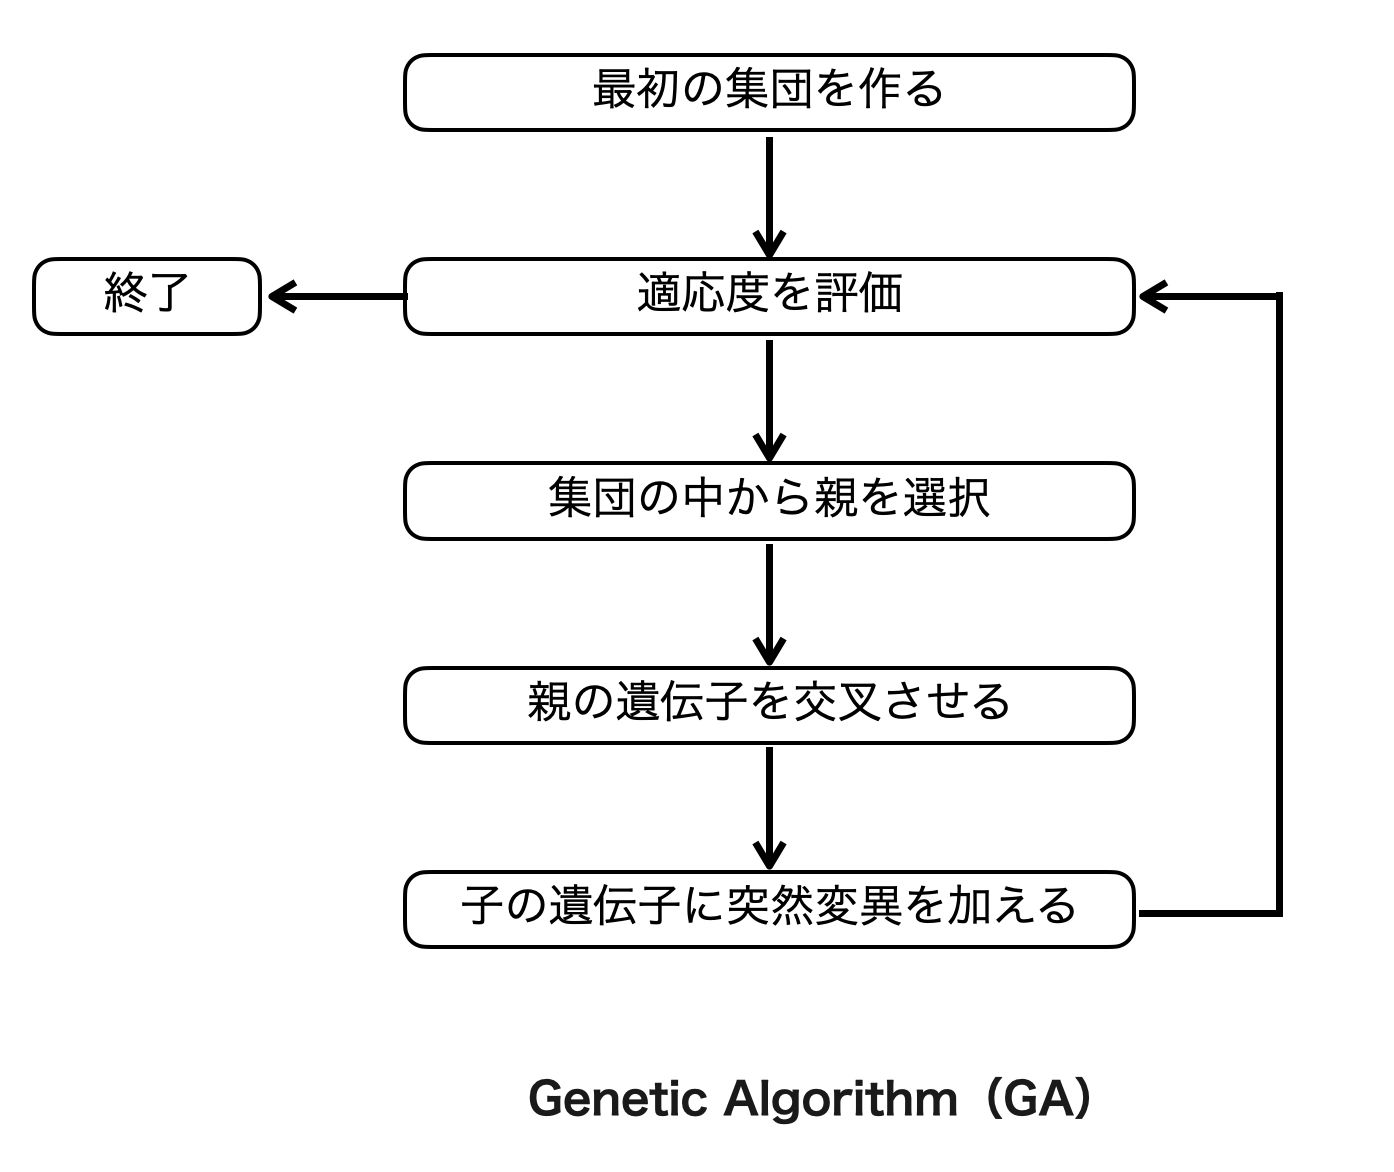 最初の集団を作る
終了
適応度を評価
集団の中から親を選択
親の遺伝子を交叉させる
子の遺伝子に突然変異を加える
Genetic Algorithm（GA）